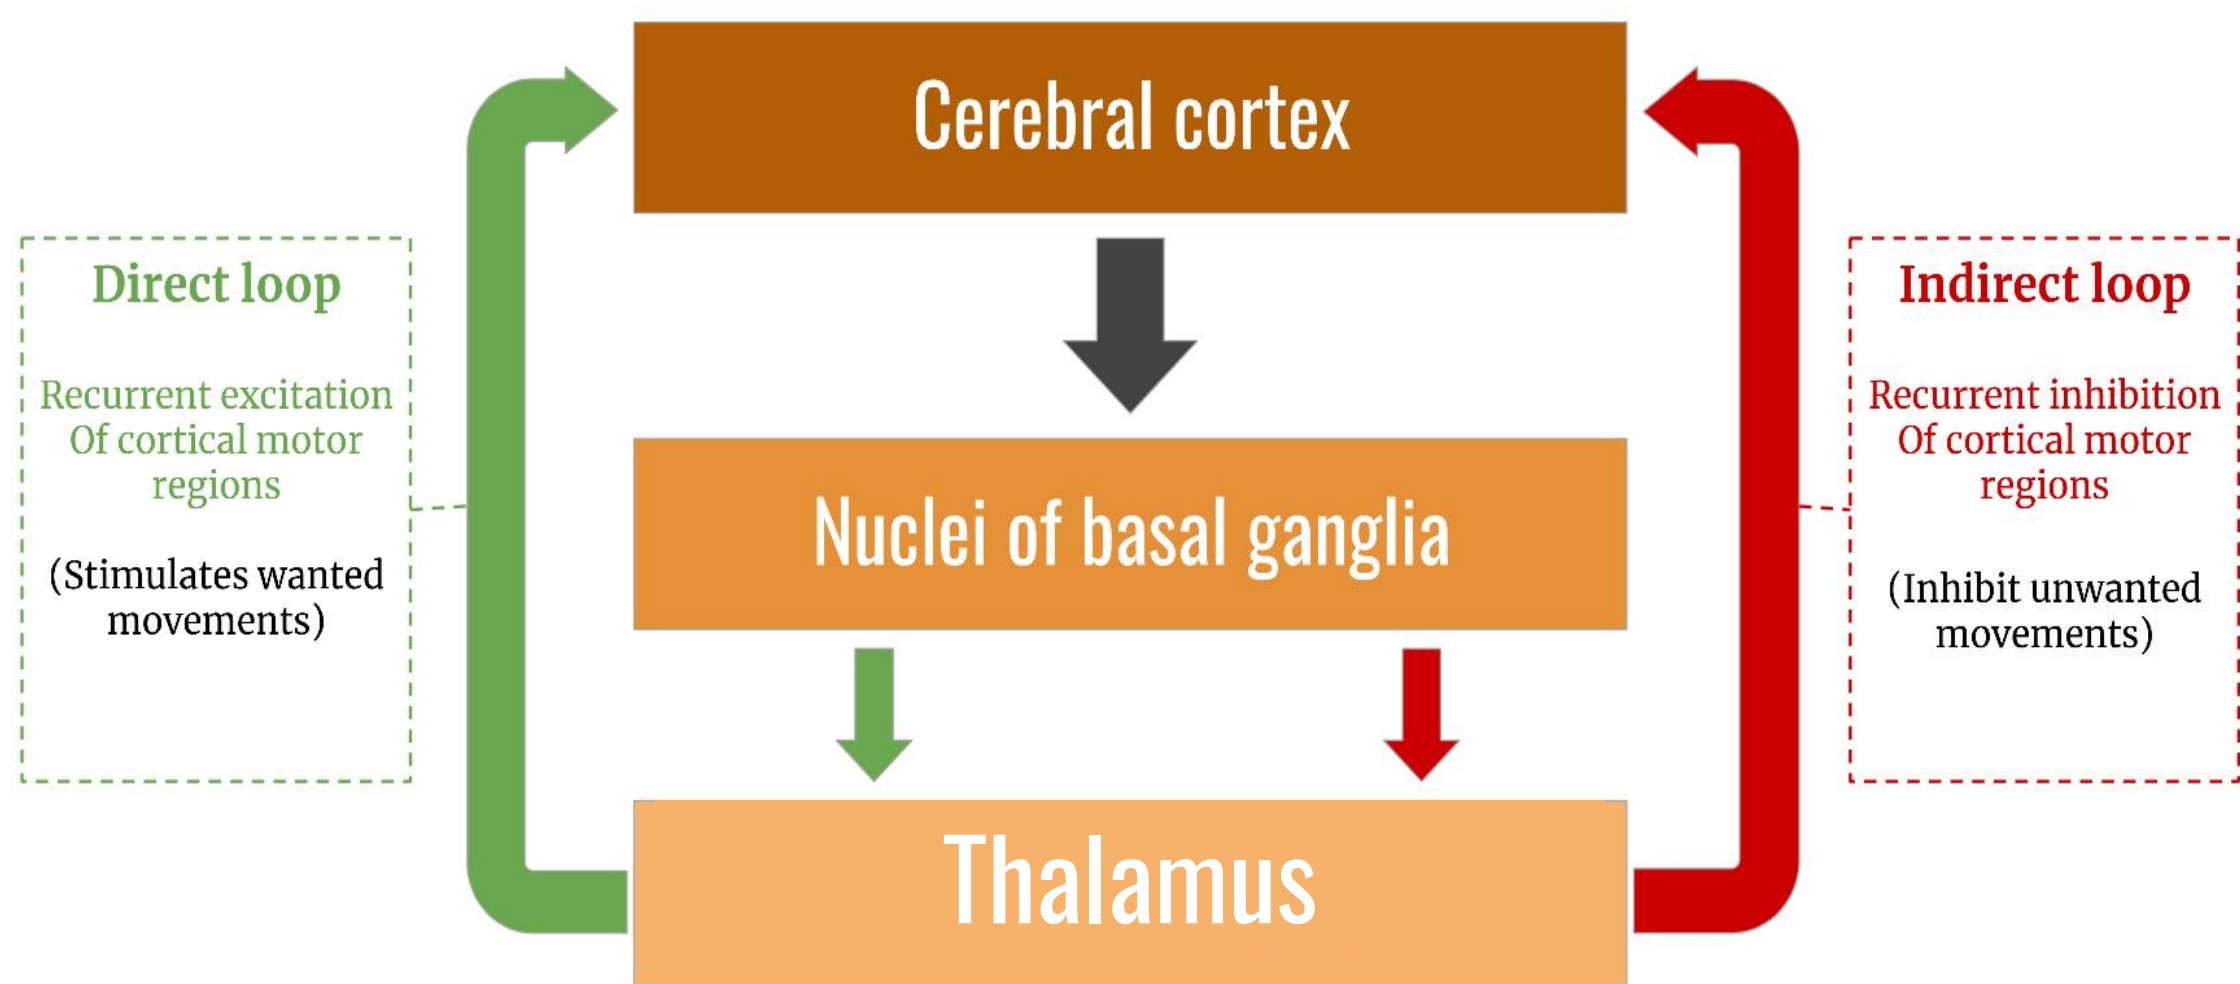 Cerebral cortex
Direct loop
Recurrent excitation
Of cortical motor
regions
(Stimulates wanted
movements)
Nuclei of basal ganglia
Indirect loop
Recurrent inhibition
Of cortical motor
regions
(Inhibit unwanted
movements)
Thalamus